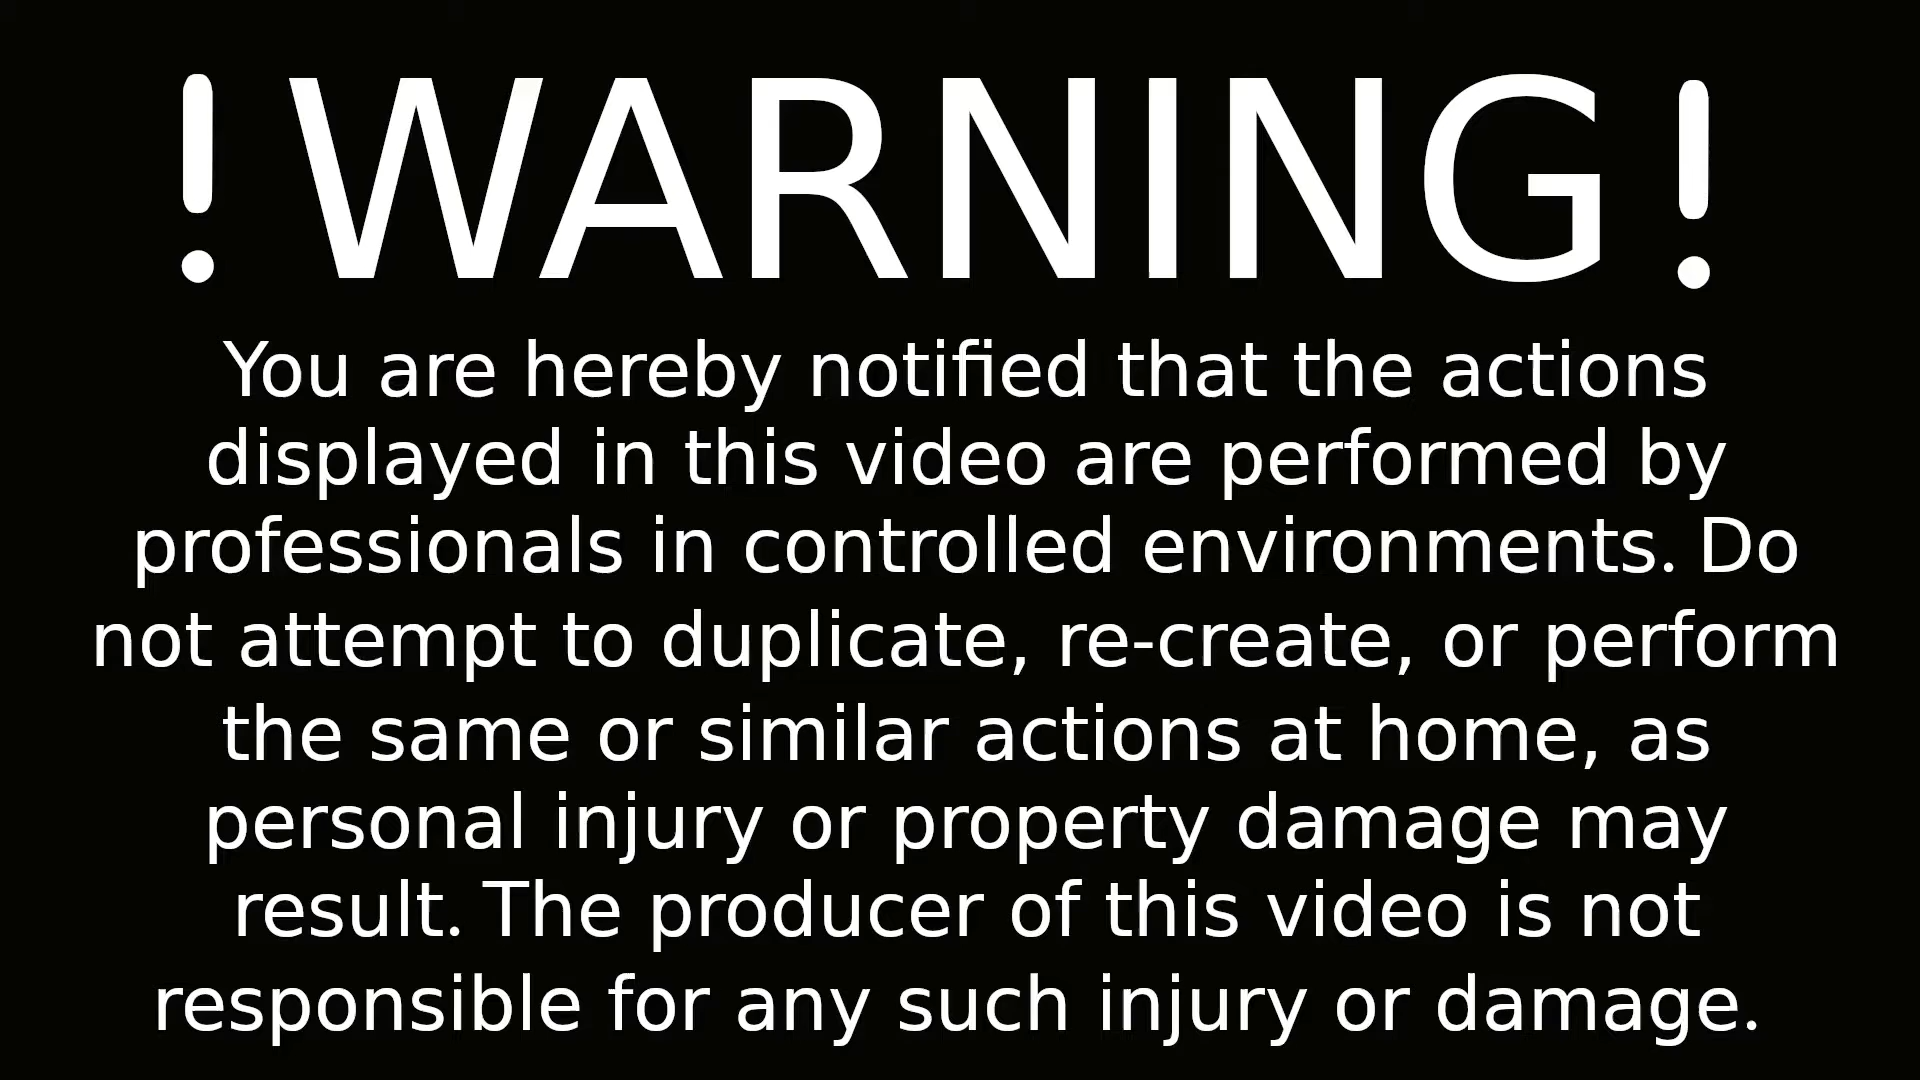 !WARNING!
You are hereby notified that the actions
displayed in this video are performed by
professionals in controlled environments. Do
not attempt to duplicate, re-create, or perform
the same or similar actions at home, as
personal injury or property damage may
result. The producer of this video is not
responsible for any such injury or damage.